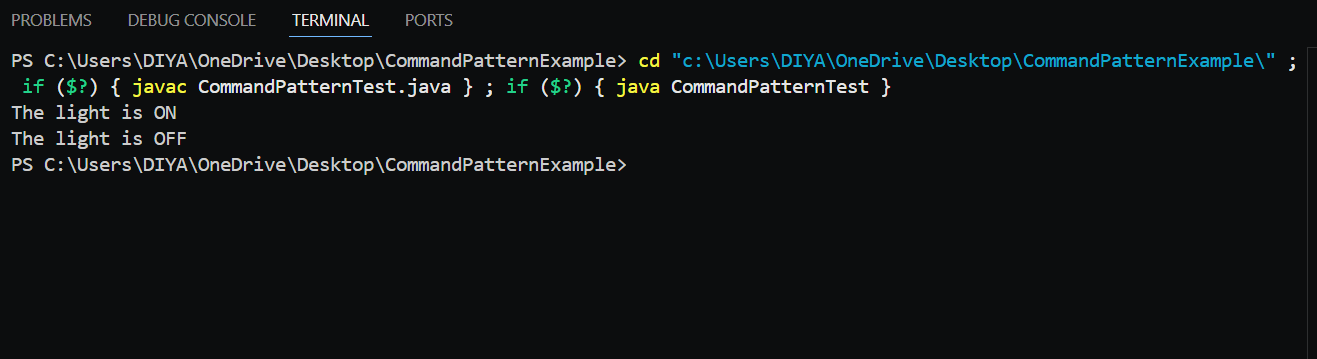 PROBLEMS DEBUG CONSOLE TERMINAL PORTS
PS C:\Users\DIYA\OneDrive\Desktop\CommandPatternExample> cd "c:\Users\DIYA\OneDrive\Desktop\CommandPatternExample\" ;
if ($?) { javac CommandPatternTest.java } ; if ($?) { java CommandPatternTest }
The light is ON
The light is OFF
PS C:\Users\DIYA\OneDrive\Desktop\CommandPatternExample>